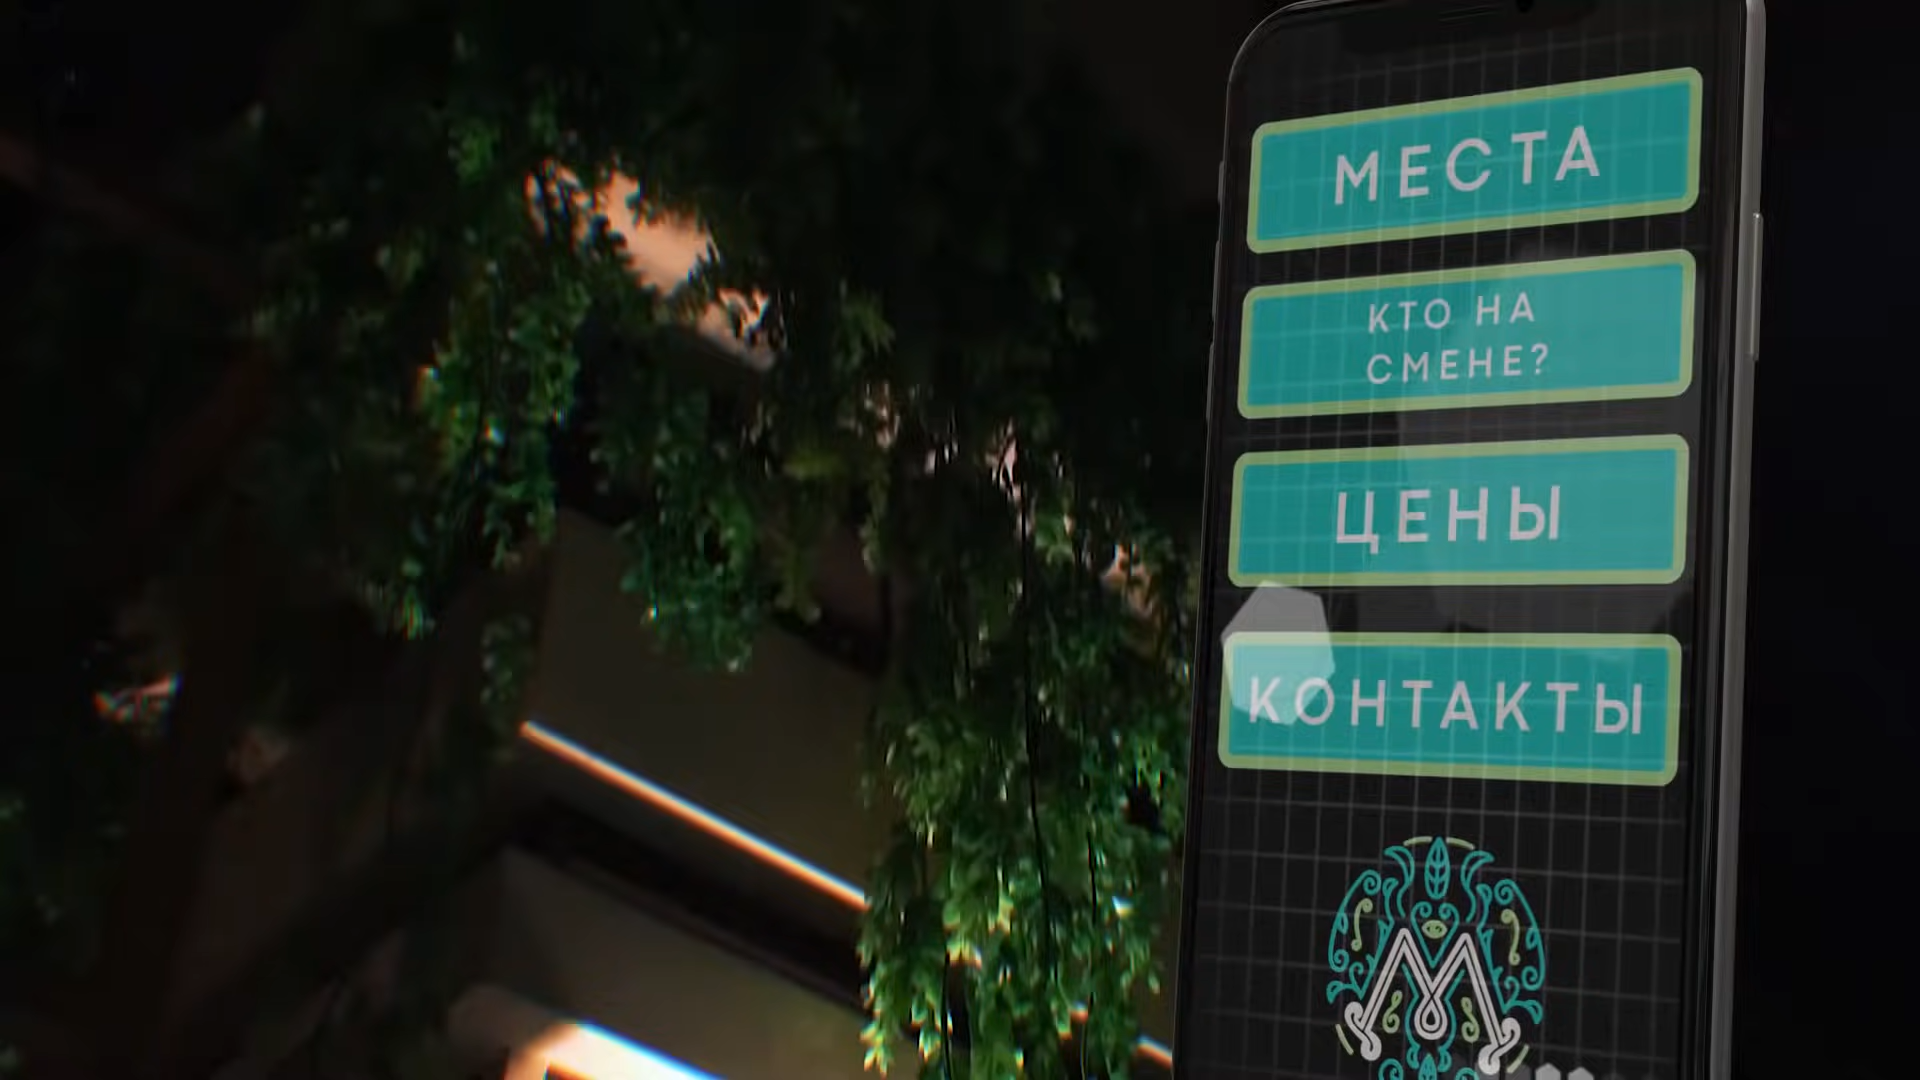 МЕСТА
КТО НА
СМЕНЕ?
ЦЕНЫ
КОНТАКТЫ
М